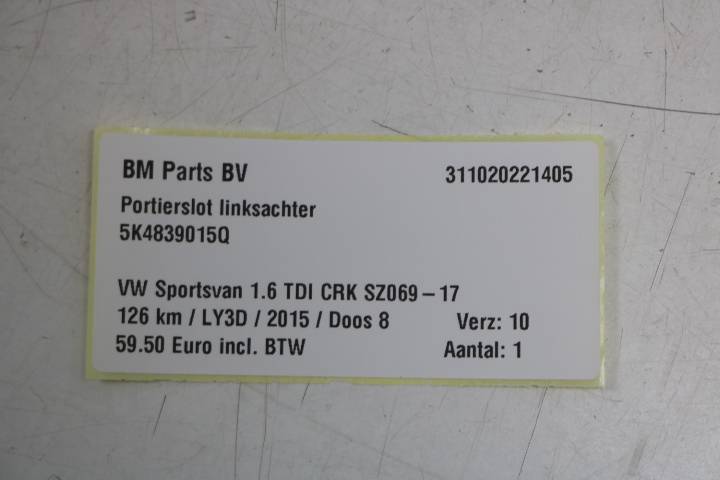 BM Parts BV 311020221405
Portierslot linksachter
5K4839015Q
VW Sportsvan 1.6 TDI CRK SZ069-17
126 km / LY3D / 2015 / Doos 8 Verz: 10
59.50 Euro incl. BTW Aantal: 1